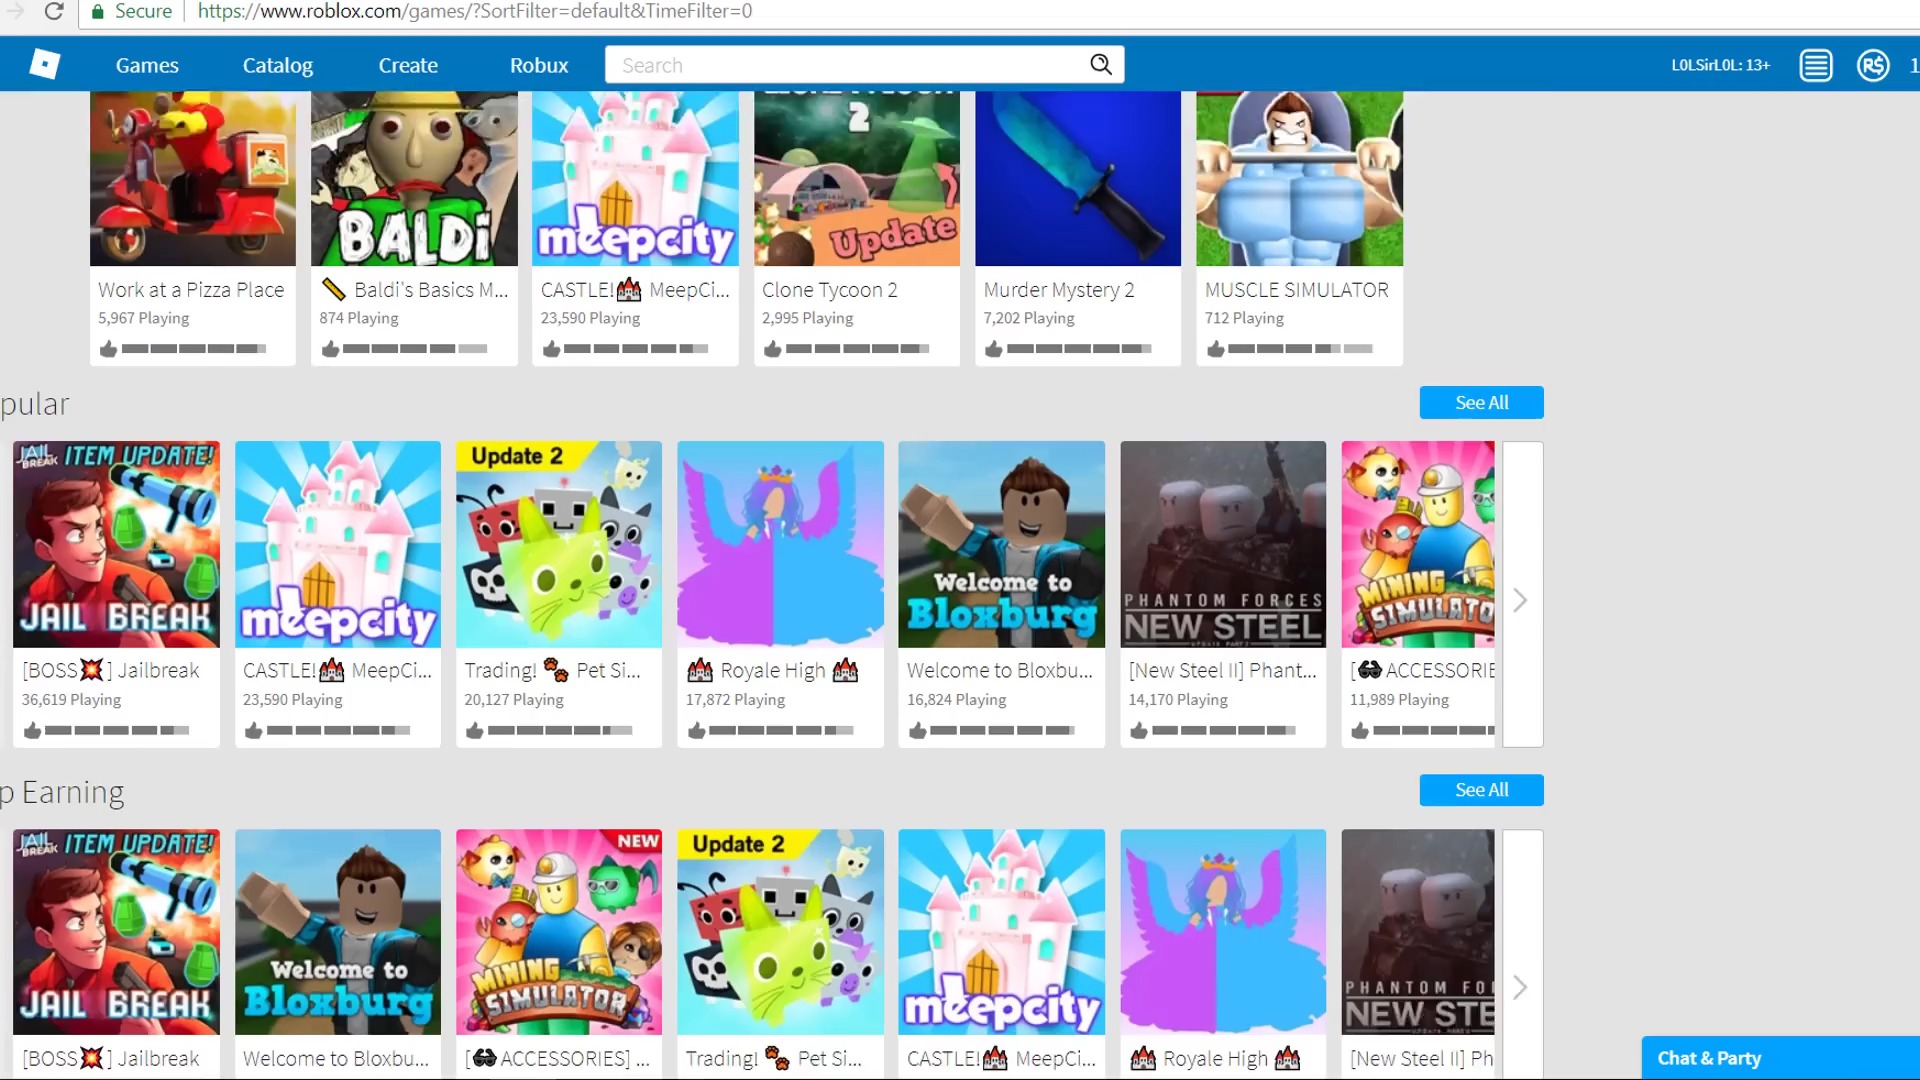 Secure
https://www.roblox.com/games/?SortFilter=default&TimeFilter=0
Games
Catalog
Create
Robux
Search
L0LSirL0L: 13+
R$
1
BALDI
meepcity
2
Update
Work at a Pizza Place
5,967 Playing
📏 Baldi's Basics M...
874 Playing
CASTLE!🏰 MeepCi...
23,590 Playing
Clone Tycoon 2
2,995 Playing
Murder Mystery 2
7,202 Playing
MUSCLE SIMULATOR
712 Playing
pular
See All
JAIL BREAK
ITEM UPDATE!
JAIL BREAK
meepcity
Update 2
Welcome to
Bloxburg
PHANTOM FORCES
NEW STEEL
MINING
SIMULATO
[BOSS💥] Jailbreak
36,619 Playing
CASTLE!🏰 MeepCi...
23,590 Playing
Trading! 🐾 Pet Si...
20,127 Playing
🏰 Royale High 🏰
17,872 Playing
Welcome to Bloxbu...
16,824 Playing
[New Steel II] Phant...
14,170 Playing
[🕶️ACCESSORIE
11,989 Playing
p Earning
See All
JAIL BREAK
ITEM UPDATE!
JAIL BREAK
Welcome to
Bloxburg
NEW
MINING
SIMULATOR
Update 2
meepcity
PHANTOM FO
NEW STE
[BOSS💥] Jailbreak
Welcome to Bloxbu...
[🕶️ACCESSORIES] ...
Trading! 🐾 Pet Si...
CASTLE!🏰 MeepCi...
🏰 Royale High 🏰
[New Steel II] Ph
Chat & Party